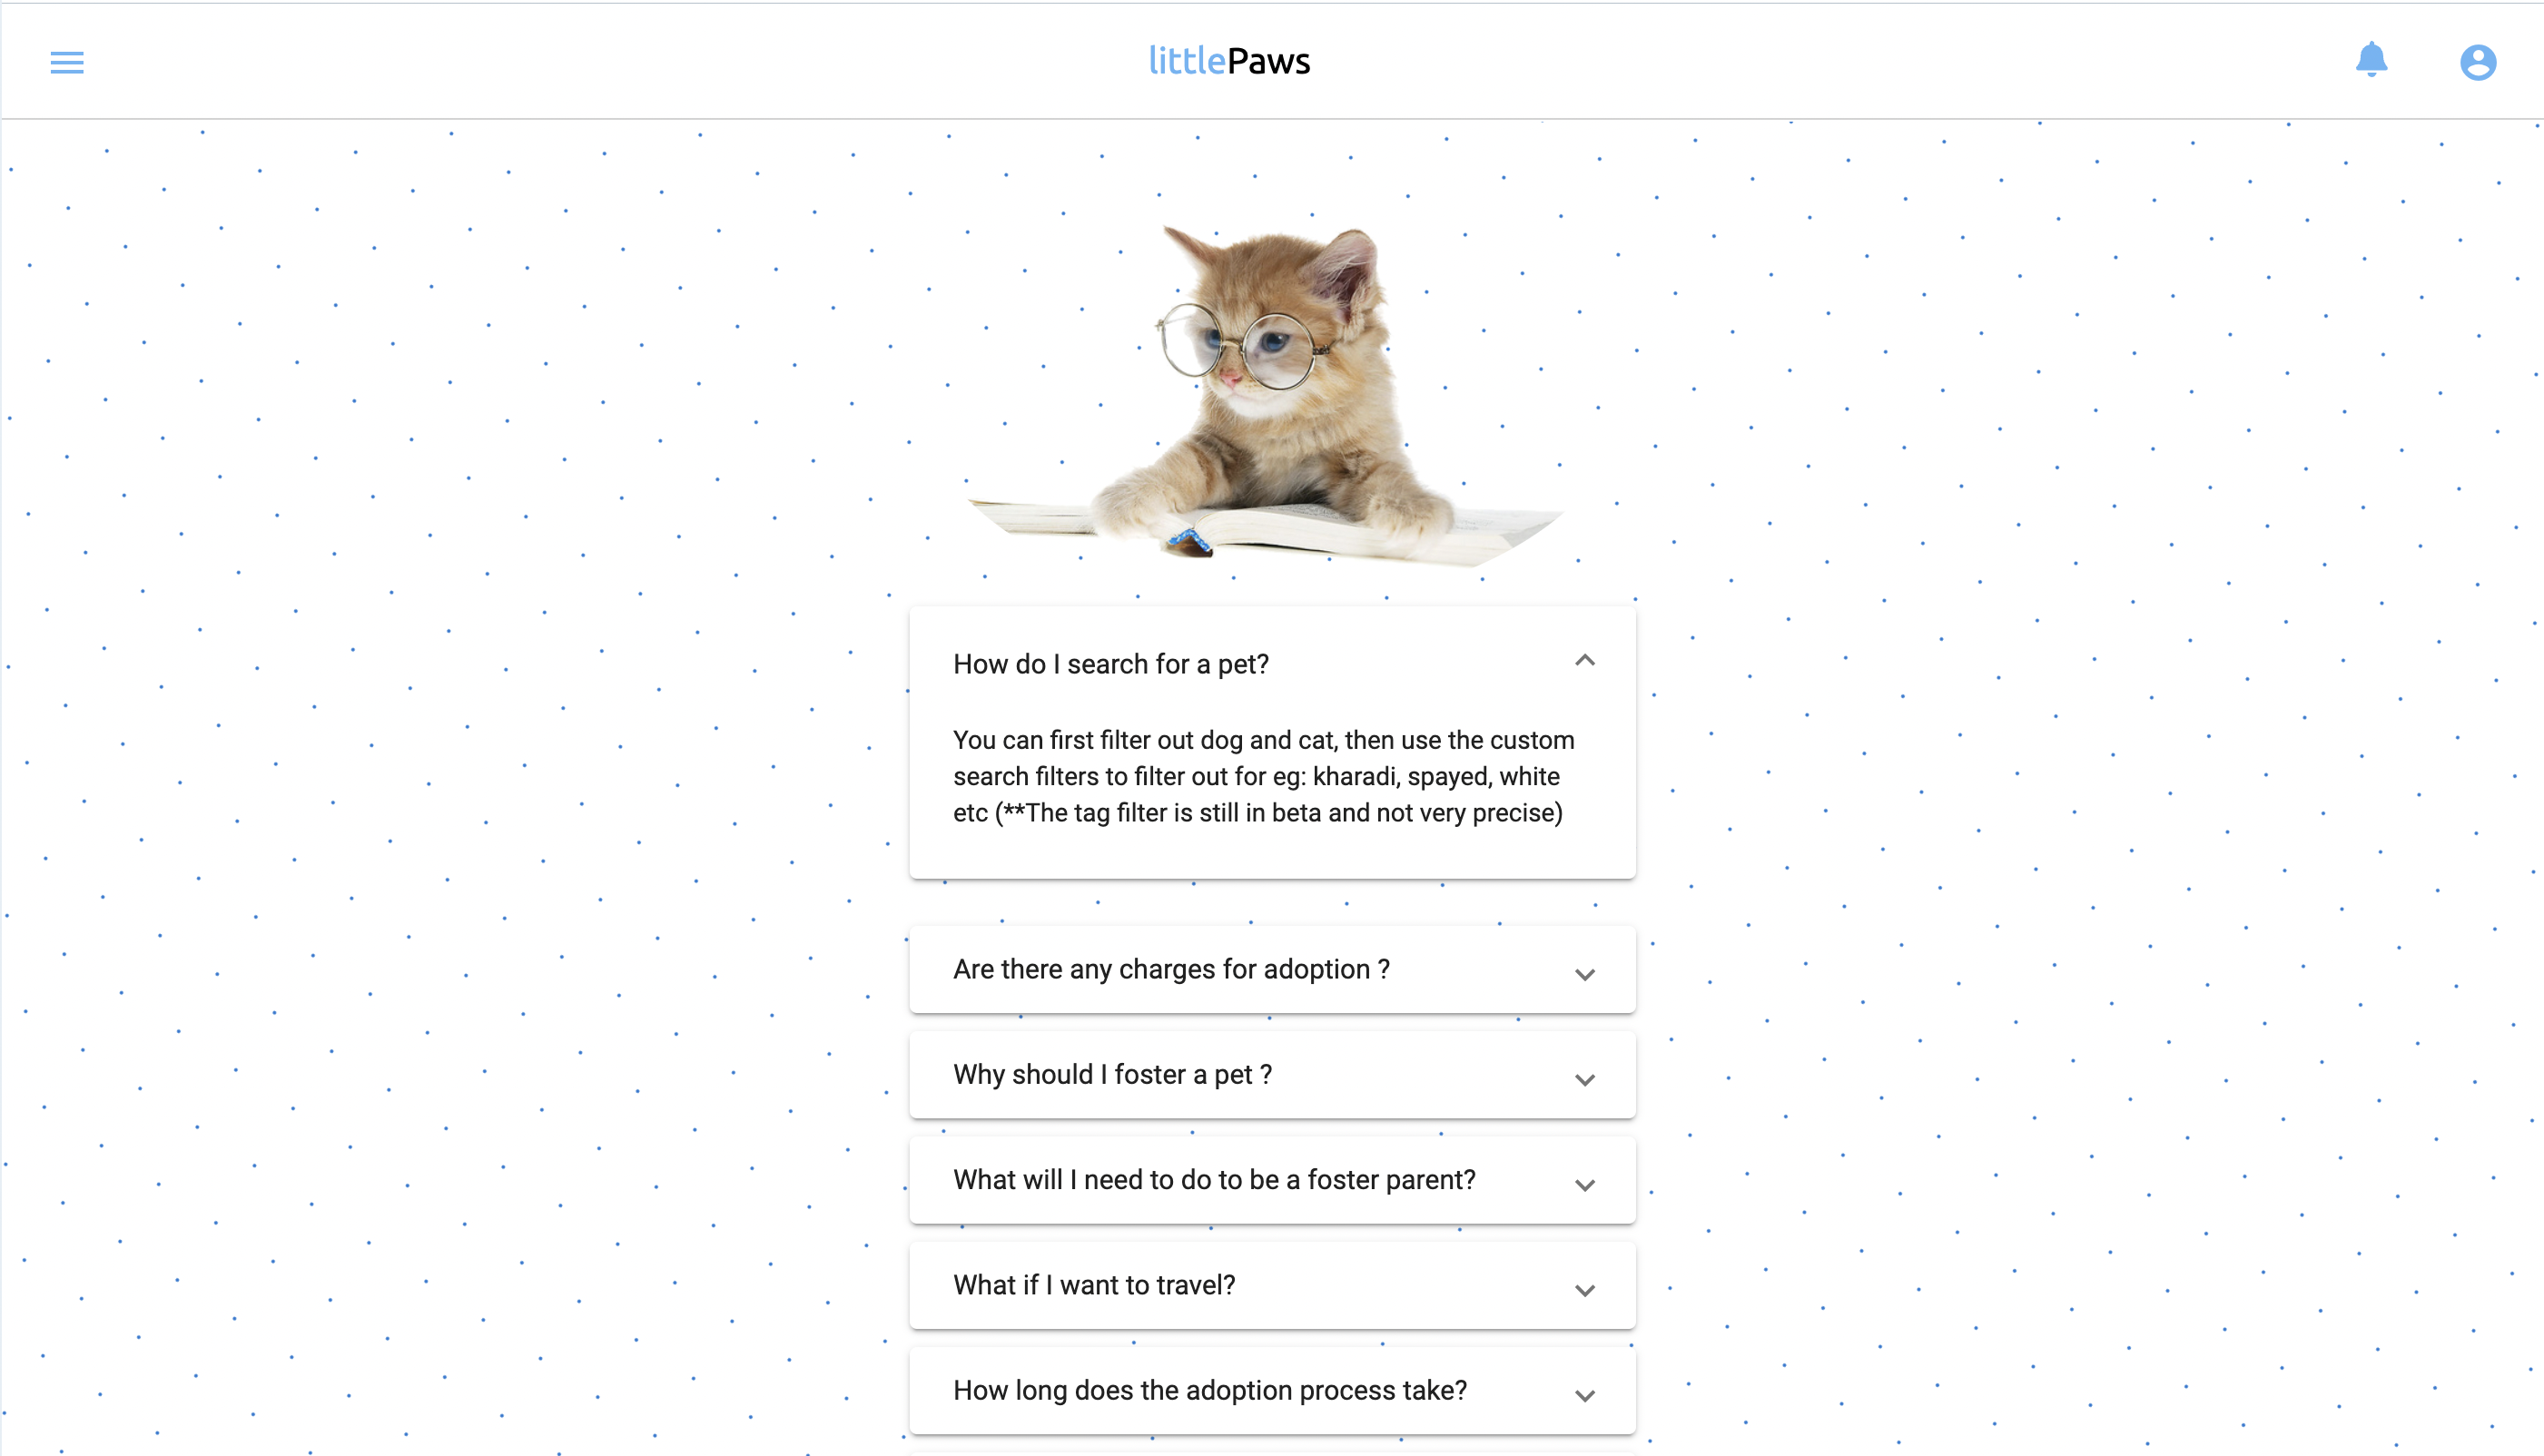 littlePaws
How do I search for a pet?
You can first filter out dog and cat, then use the custom
search filters to filter out for eg: kharadi, spayed, white
etc (**The tag filter is still in beta and not very precise)
Are there any charges for adoption ?
Why should I foster a pet ?
What will I need to do to be a foster parent?
What if I want to travel?
How long does the adoption process take?